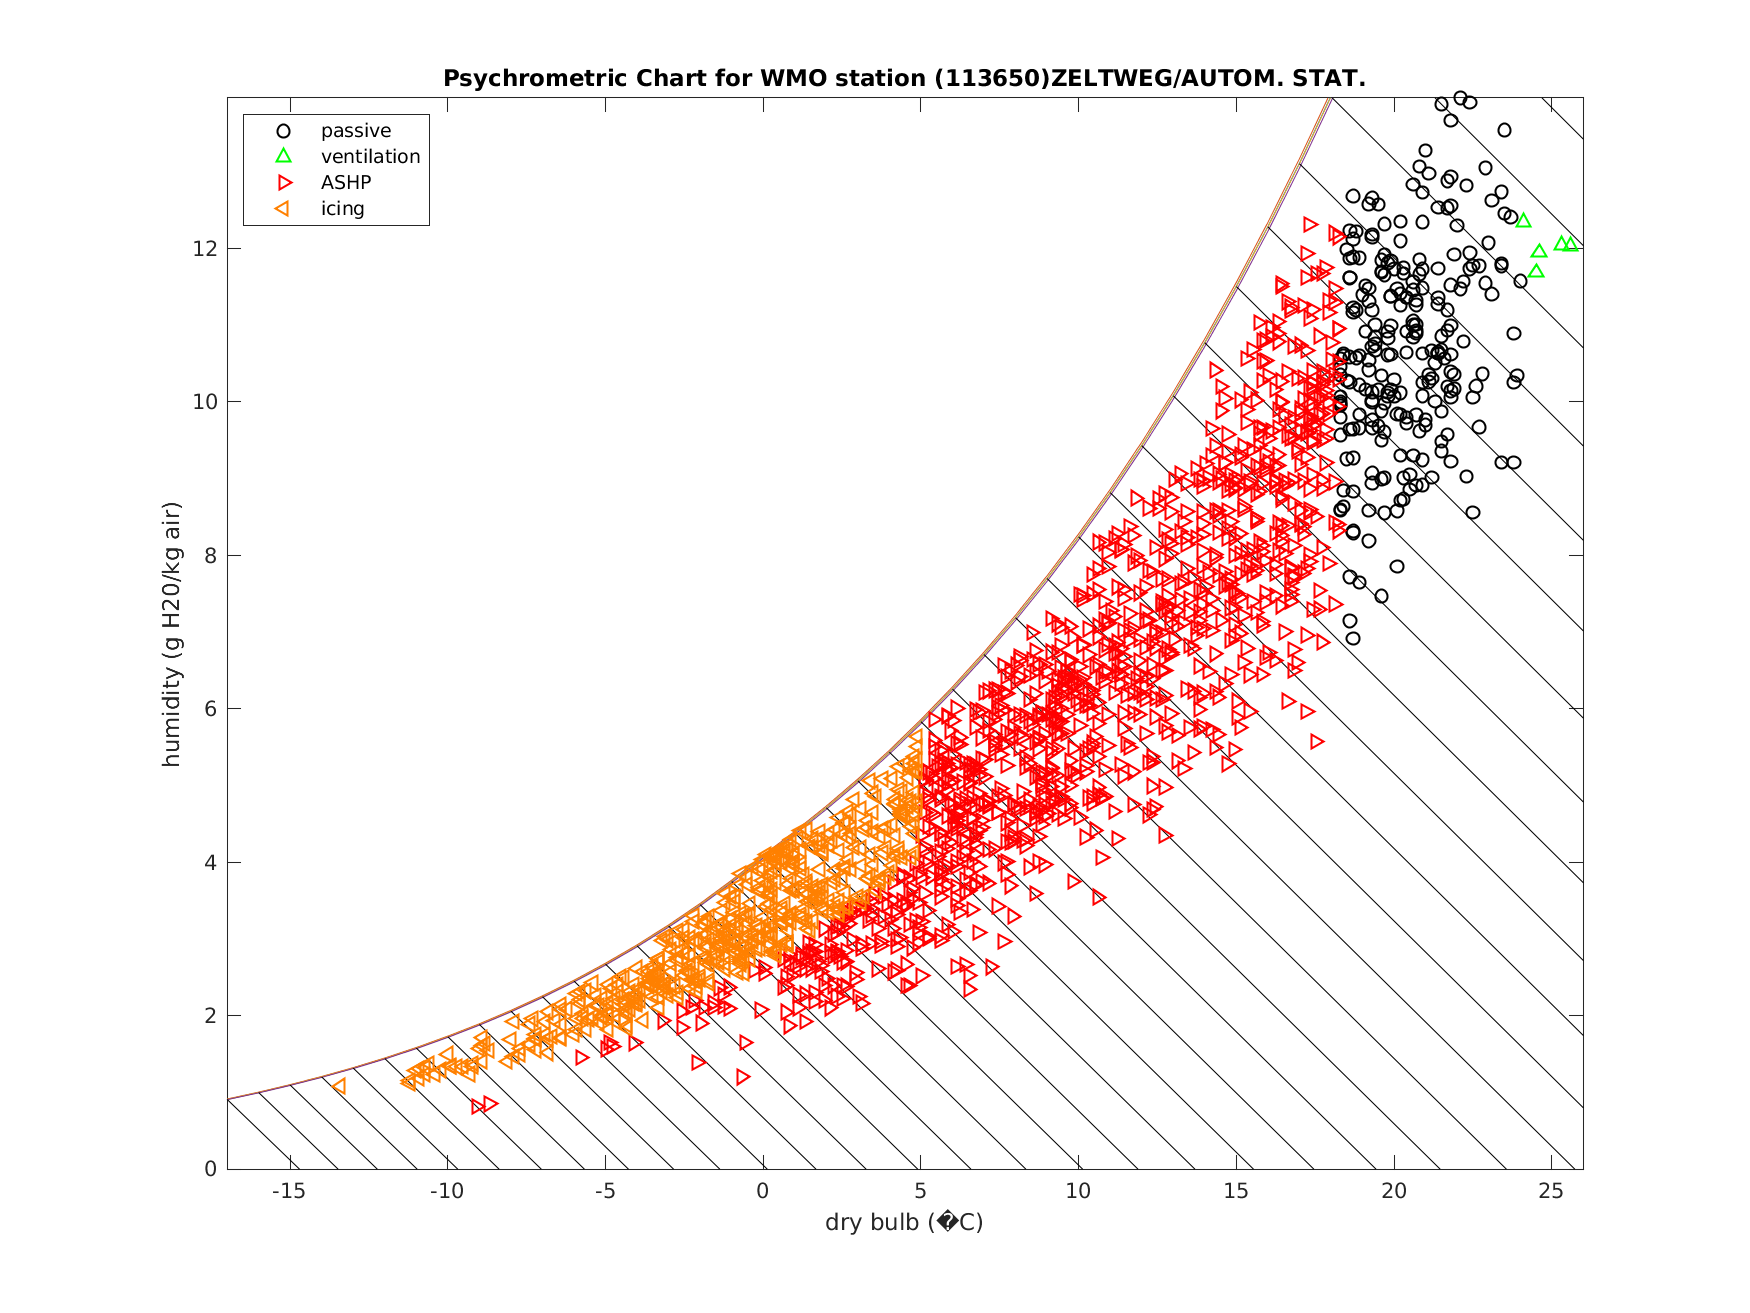 Psychrometric Chart for WMO station (113650)ZELTWEG/AUTOM. STAT.
passive
ventilation
ASHP
icing
humidity (g H20/kg air)
12
10
8
6
4
2
0
-15 -10 -5 0 5 10 15 20 25
dry bulb (�C)